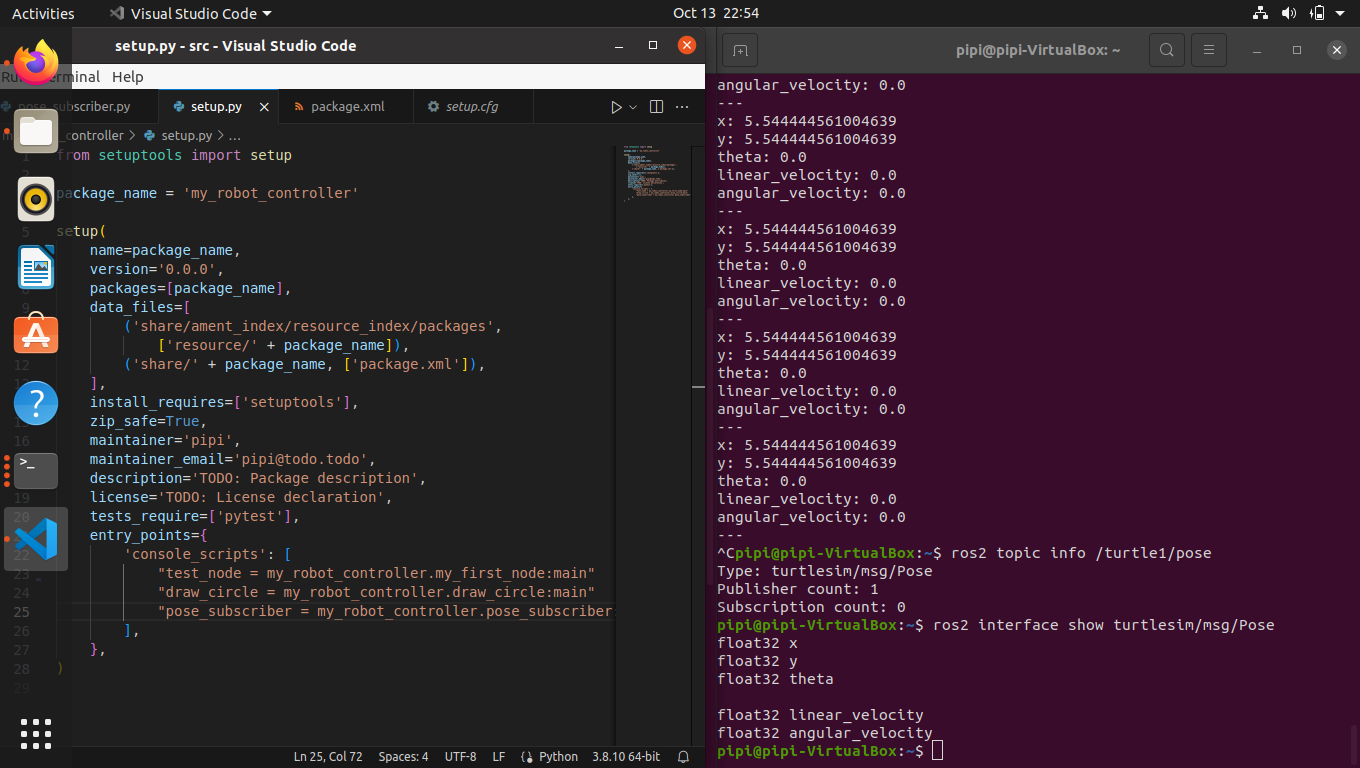 Activities
Visual Studio Code
Oct 13 22:54
setup.py - src - Visual Studio Code
Terminal Help
pose_subscriber.py
setup.py
package.xml
setup.cfg
_controller > setup.py > ...
from setuptools import setup
package_name = 'my_robot_controller'
5 setup(
name=package_name,
version='0.0.0',
packages=[package_name],
9 data_files=[
('share/ament_index/resource_index/packages',
['resource/' + package_name]),
12 ('share/' + package_name, ['package.xml']),
],
install_requires=['setuptools'],
zip_safe=True,
16 maintainer='pipi',
maintainer_email='pipi@todo.todo',
description='TODO: Package description',
19 license='TODO: License declaration',
20 tests_require=['pytest'],
entry_points={
22 'console_scripts': [
23 "test_node = my_robot_controller.my_first_node:main"
24 "draw_circle = my_robot_controller.draw_circle:main"
25 "pose_subscriber = my_robot_controller.pose_subscriber
26 ],
27 },
28 )
29
Ln 25, Col 72 Spaces: 4 UTF-8 LF Python 3.8.10 64-bit
pipi@pipi-VirtualBox: ~
angular_velocity: 0.0
---
x: 5.544444561004639
y: 5.544444561004639
theta: 0.0
linear_velocity: 0.0
angular_velocity: 0.0
---
x: 5.544444561004639
y: 5.544444561004639
theta: 0.0
linear_velocity: 0.0
angular_velocity: 0.0
---
x: 5.544444561004639
y: 5.544444561004639
theta: 0.0
linear_velocity: 0.0
angular_velocity: 0.0
---
x: 5.544444561004639
y: 5.544444561004639
theta: 0.0
linear_velocity: 0.0
angular_velocity: 0.0
---
^Cpipi@pipi-VirtualBox:~$ ros2 topic info /turtle1/pose
Type: turtlesim/msg/Pose
Publisher count: 1
Subscription count: 0
pipi@pipi-VirtualBox:~$ ros2 interface show turtlesim/msg/Pose
float32 x
float32 y
float32 theta
float32 linear_velocity
float32 angular_velocity
pipi@pipi-VirtualBox:~$